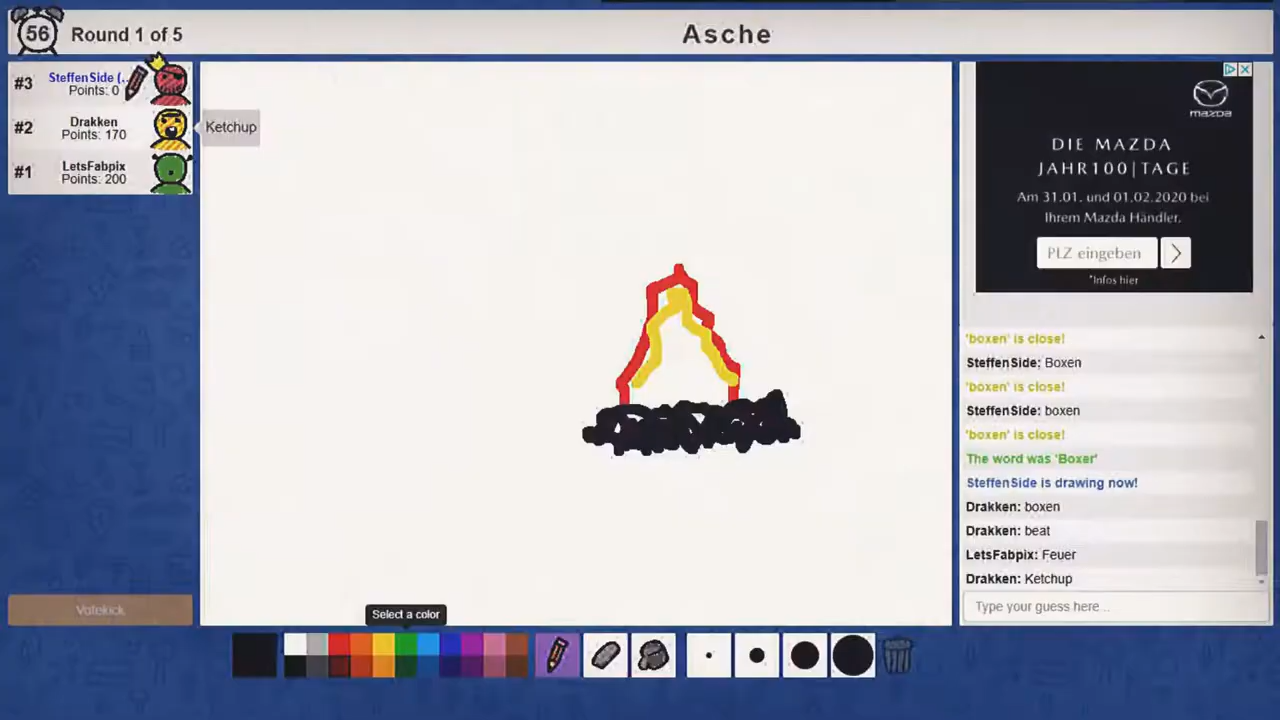 56
Round 1 of 5
Asche
#3
SteffenSide (..
Points: 0
#2
Drakken
Points: 170
Ketchup
#1
LetsFabpix
Points: 200
mazda
DIE MAZDA
JAHR100|TAGE
Am 31.01. und 01.02.2020 bei
Ihrem Mazda Händler.
PLZ eingeben
*Infos hier
'boxen' is close!
SteffenSide: Boxen
'boxen' is close!
SteffenSide: boxen
'boxen' is close!
The word was 'Boxer'
SteffenSide is drawing now!
Drakken: boxen
Drakken: beat
LetsFabpix: Feuer
Drakken: Ketchup
Type your guess here...
Votekick
Select a color